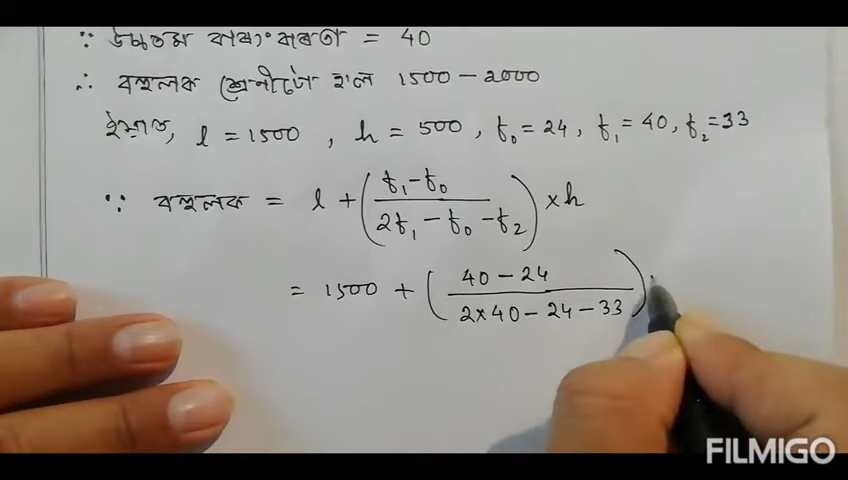 ∵ উচ্চতম বাৰংবাৰতা = 40
∴ বহুলক শ্ৰেণীটো হ'ল 1500 - 2000
ইয়াত, l = 1500 , h = 500 , f₀ = 24 , f₁ = 40 , f₂ = 33
∵ বহুলক = l + ( (f₁ - f₀) / (2f₁ - f₀ - f₂) ) × h
= 1500 + ( (40 - 24) / (2×40 - 24 - 33) )
FILMIGO